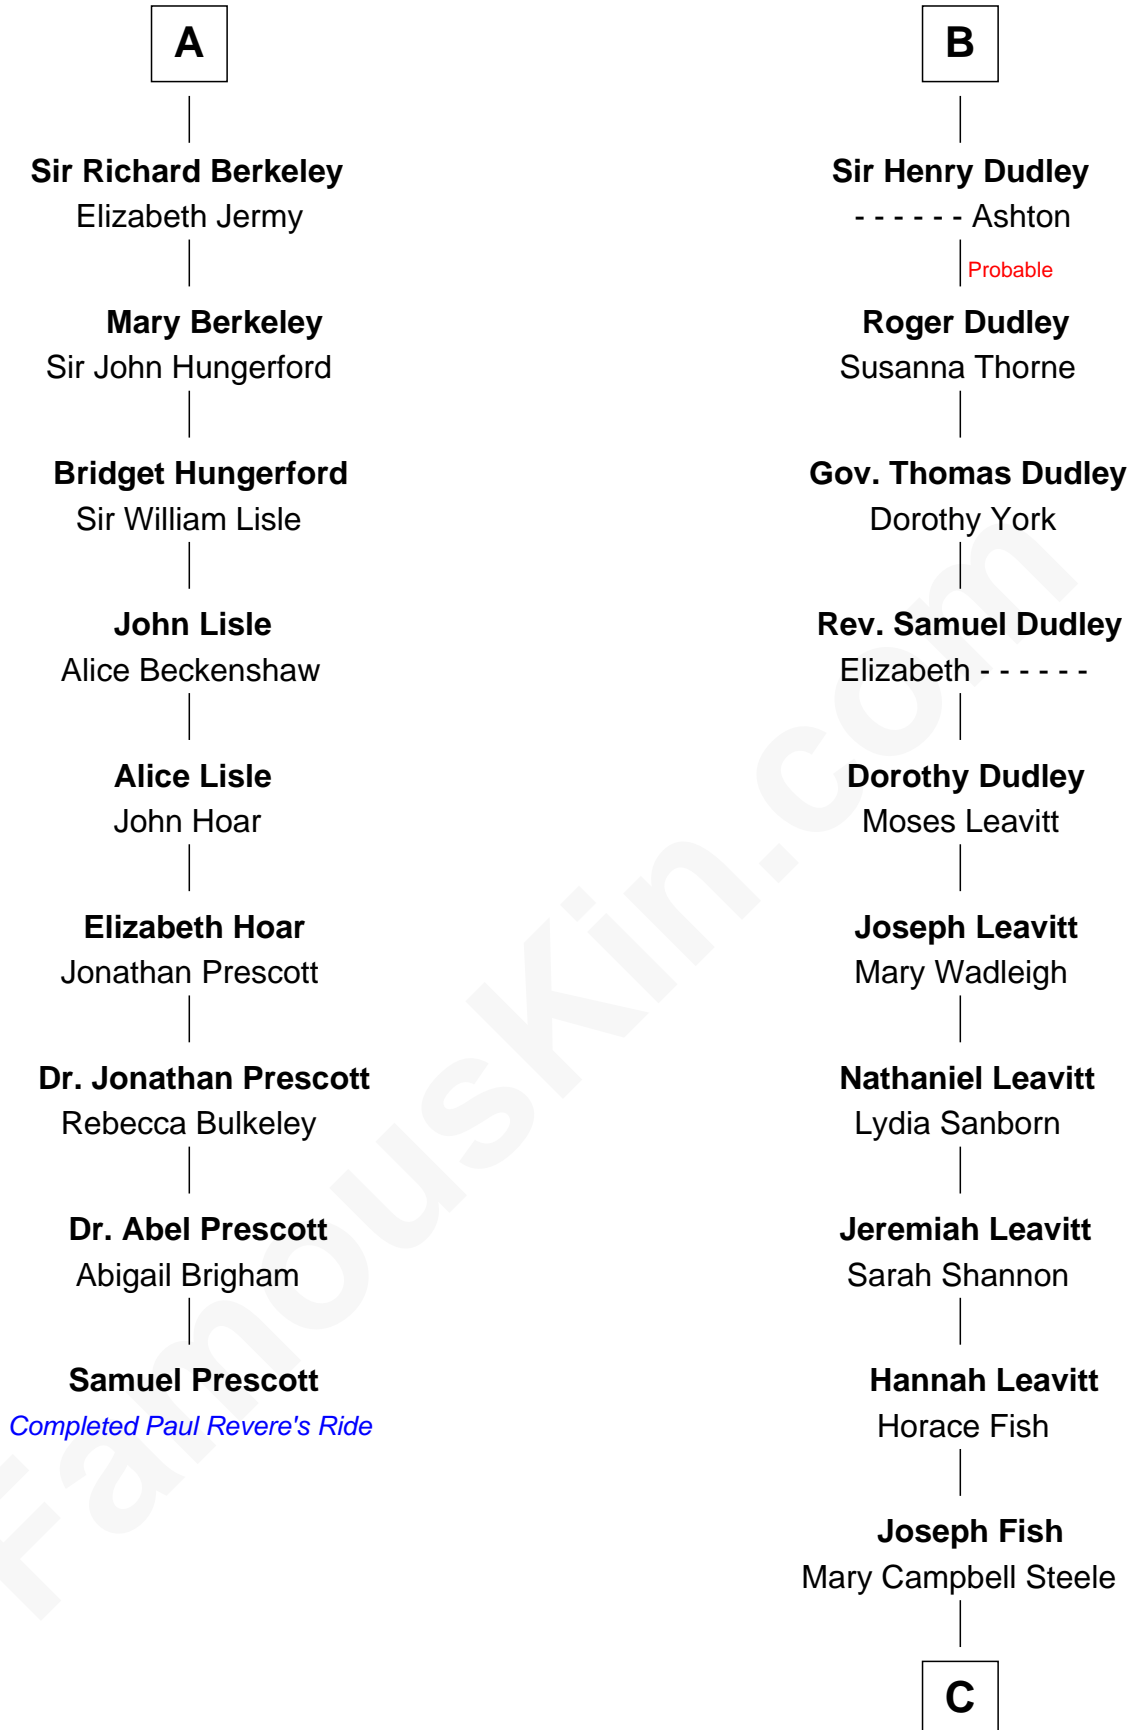 A
Sir Richard Berkeley
Elizabeth Jermy
Mary Berkeley
Sir John Hungerford
Bridget Hungerford
Sir William Lisle
John Lisle
Alice Beckenshaw
Alice Lisle
John Hoar
Elizabeth Hoar
Jonathan Prescott
Dr. Jonathan Prescott
Rebecca Bulkeley
Dr. Abel Prescott
Abigail Brigham
Samuel Prescott
Completed Paul Revere's Ride
B
Sir Henry Dudley
- - - - - - Ashton
Probable
Roger Dudley
Susanna Thorne
Gov. Thomas Dudley
Dorothy York
Rev. Samuel Dudley
Elizabeth - - - - - -
Dorothy Dudley
Moses Leavitt
Joseph Leavitt
Mary Wadleigh
Nathaniel Leavitt
Lydia Sanborn
Jeremiah Leavitt
Sarah Shannon
Hannah Leavitt
Horace Fish
Joseph Fish
Mary Campbell Steele
C
FamousKin.com